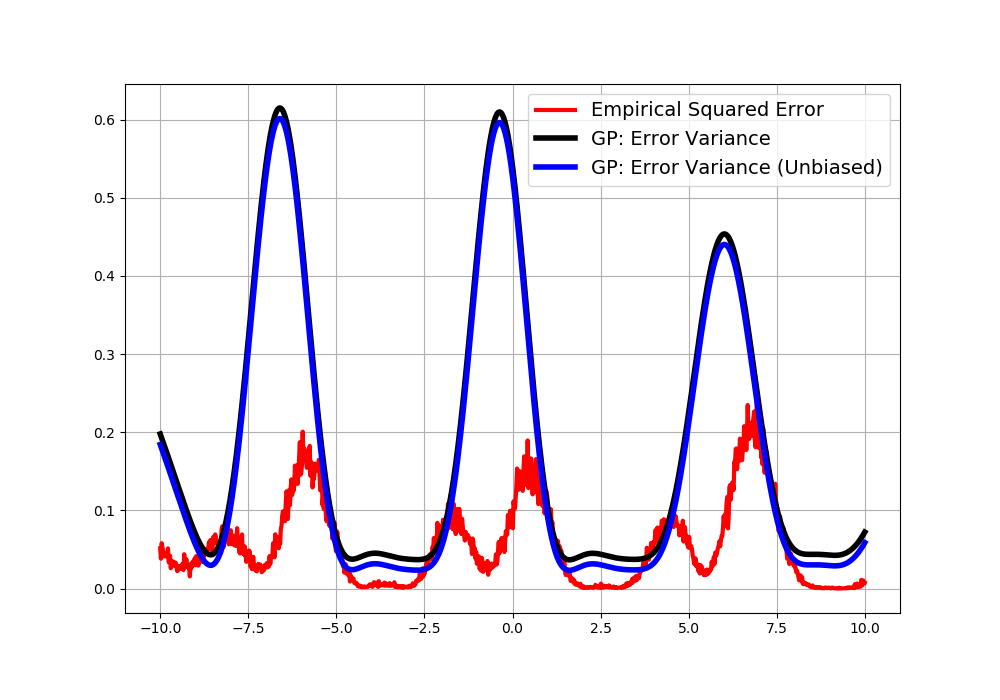 Empirical Squared Error
GP: Error Variance
GP: Error Variance (Unbiased)
0.6
0.5
0.4
0.3
0.2
0.1
0.0
−10.0 −7.5 −5.0 −2.5 0.0 2.5 5.0 7.5 10.0